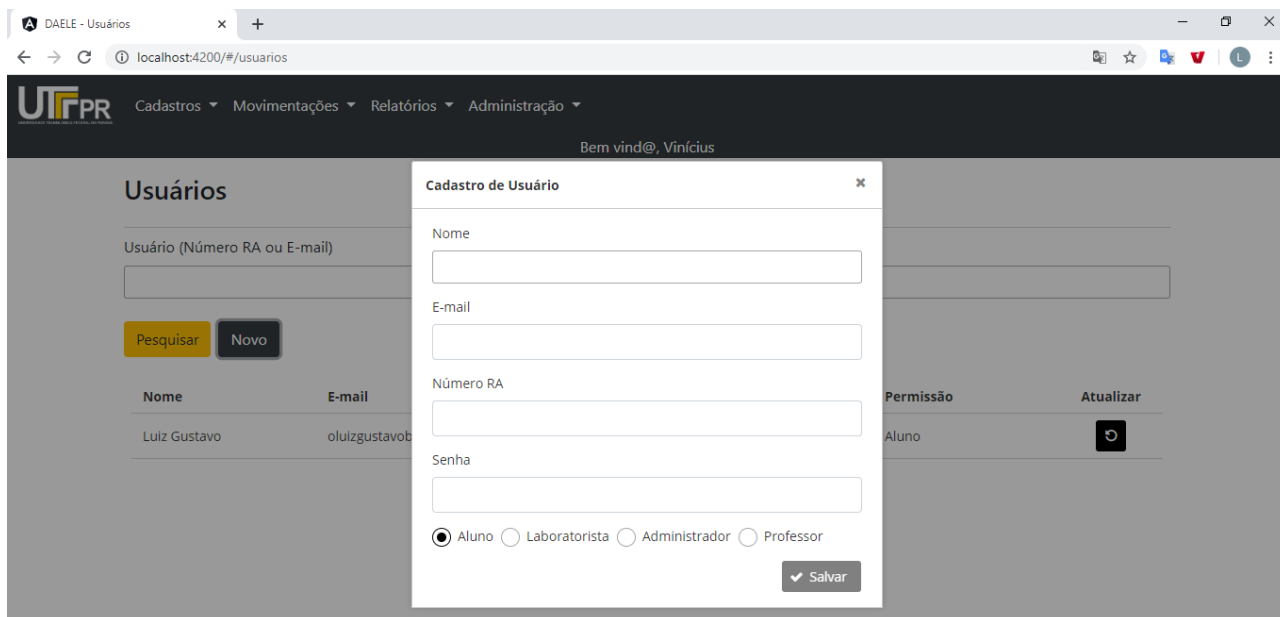 DAELE - Usuários
localhost:4200/#/usuarios
L
UTFPR
Cadastros Movimentações Relatórios Administração
Bem vind@, Vinícius
Usuários
Usuário (Número RA ou E-mail)
Pesquisar Novo
Nome E-mail Permissão Atualizar
Luiz Gustavo oluizgustavob Aluno
Cadastro de Usuário
Nome
E-mail
Número RA
Senha
Aluno Laboratorista Administrador Professor
Salvar